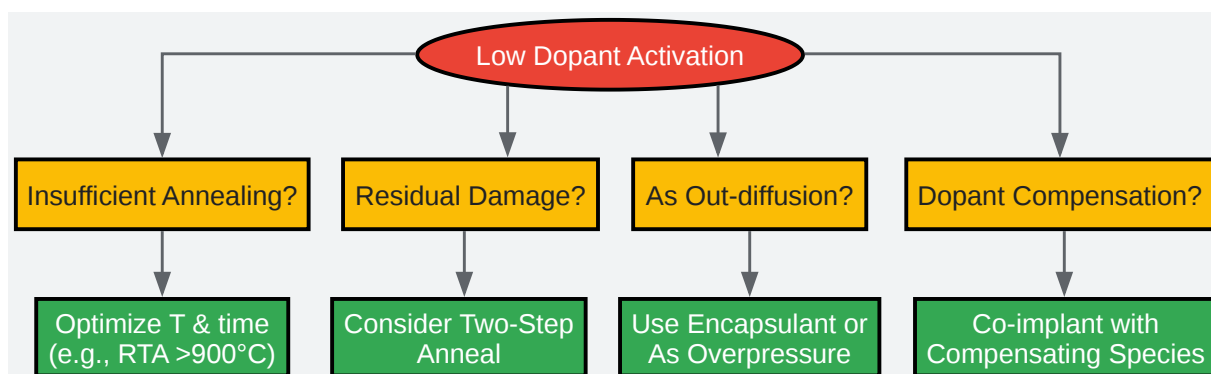 Low Dopant Activation
Insufficient Annealing?
Residual Damage?
As Out-diffusion?
Dopant Compensation?
Optimize T & time
(e.g., RTA >900°C)
Consider Two-Step
Anneal
Use Encapsulant or
As Overpressure
Co-implant with
Compensating Species